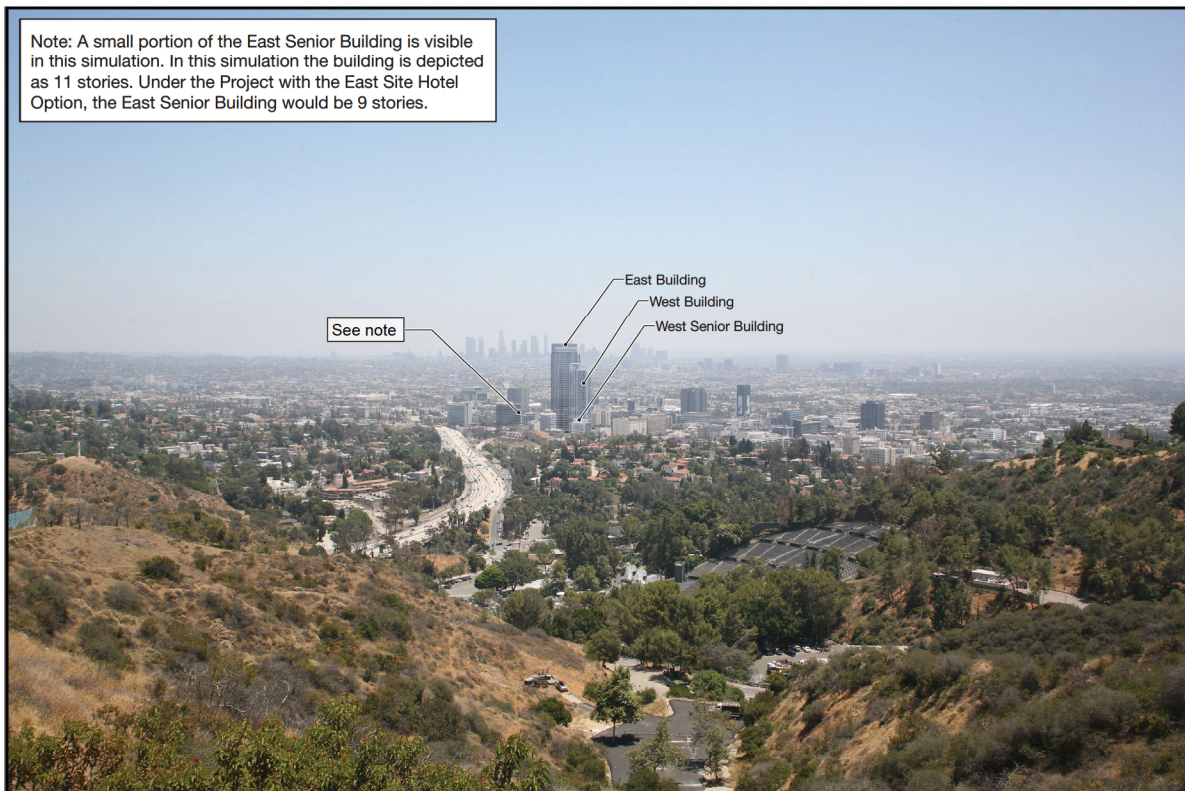 Note: A small portion of the East Senior Building is visible
in this simulation. In this simulation the building is depicted
as 11 stories. Under the Project with the East Site Hotel
Option, the East Senior Building would be 9 stories.
East Building
West Building
West Senior Building
See note